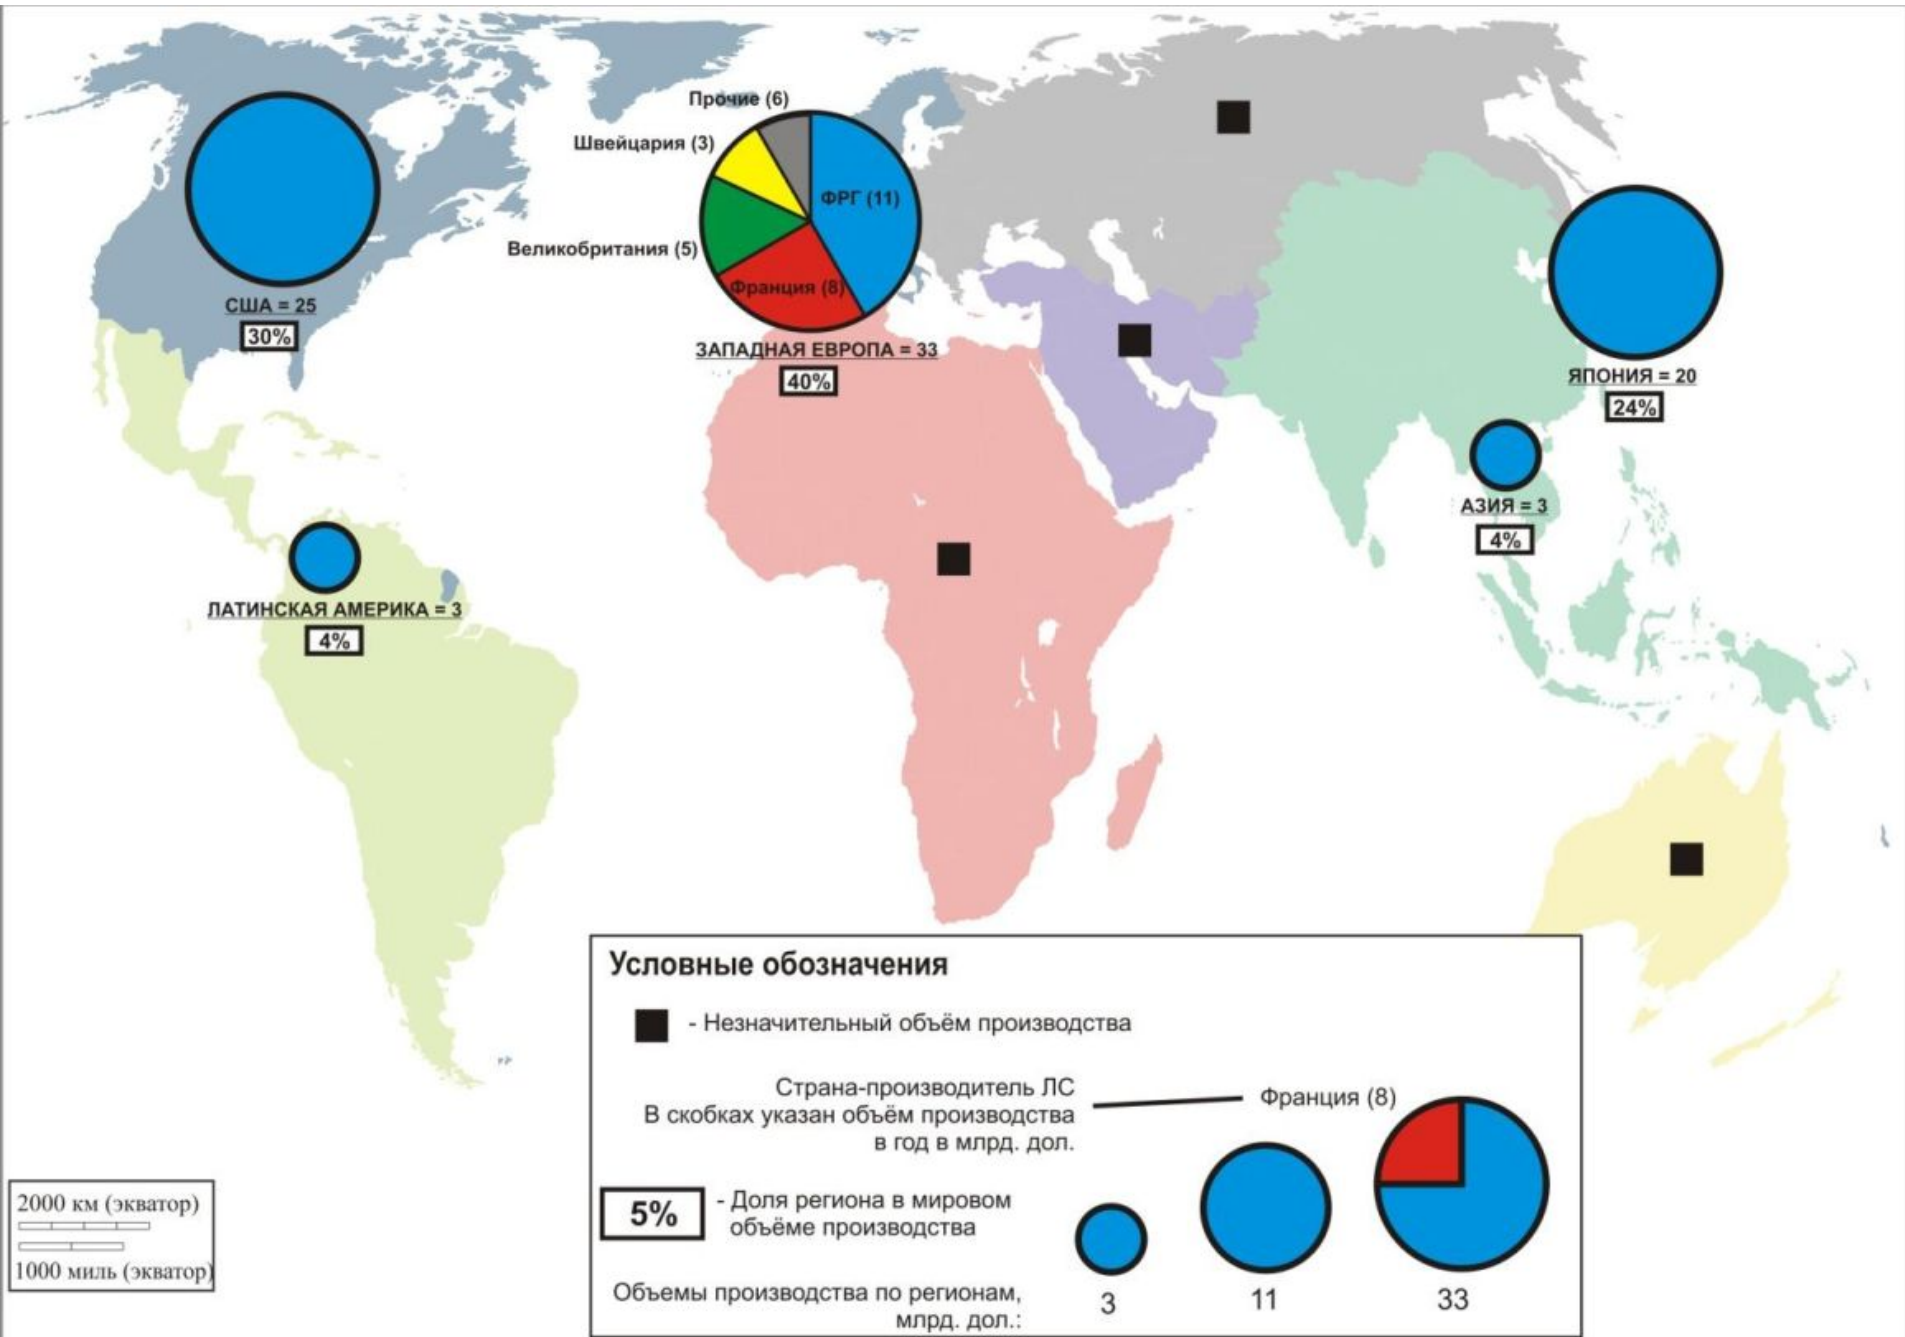 Прочие (6)
Швейцария (3)
ФРГ (11)
Великобритания (5)
Франция (8)
ЗАПАДНАЯ ЕВРОПА = 33
40%
США = 25
30%
ЯПОНИЯ = 20
24%
АЗИЯ = 3
4%
ЛАТИНСКАЯ АМЕРИКА = 3
4%
Условные обозначения
- Незначительный объём производства
Страна-производитель ЛС
В скобках указан объём производства
в год в млрд. дол.
Франция (8)
5%
- Доля региона в мировом
объёме производства
Объемы производства по регионам,
млрд. дол.:
3
11
33
2000 км (экватор)
1000 миль (экватор)